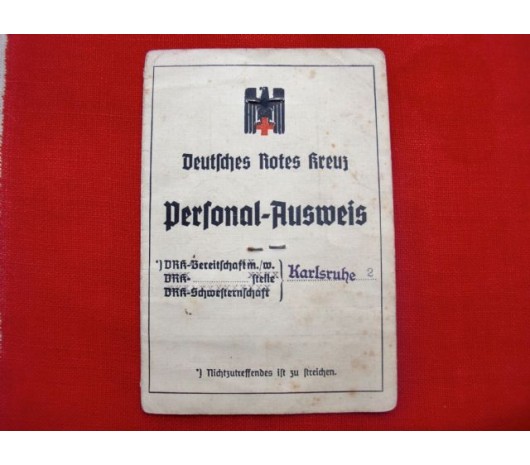 Deutsches Rotes Kreuz
Personal-Ausweis
*) DRK-Bereitschaft m./w.
DRK- stelle
DRK-Schwesternschaft
Karlsruhe 2
*) Nichtzutreffendes ist zu streichen.